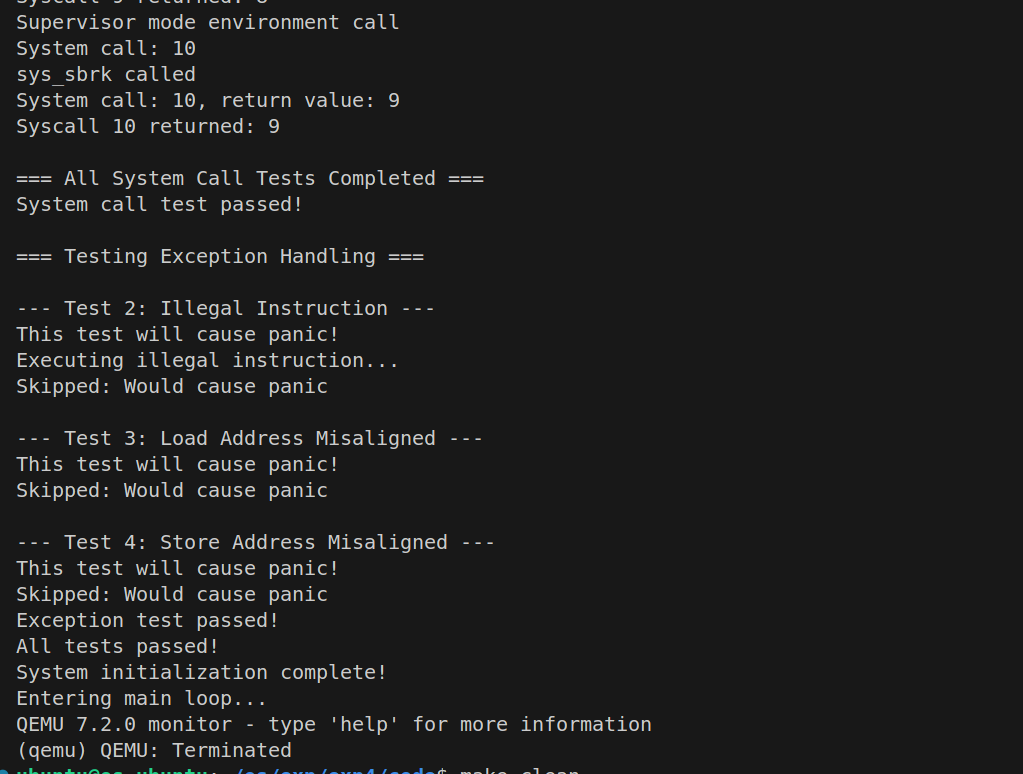 Syscall 9 returned: 8
Supervisor mode environment call
System call: 10
sys_sbrk called
System call: 10, return value: 9
Syscall 10 returned: 9
=== All System Call Tests Completed ===
System call test passed!
=== Testing Exception Handling ===
--- Test 2: Illegal Instruction ---
This test will cause panic!
Executing illegal instruction...
Skipped: Would cause panic
--- Test 3: Load Address Misaligned ---
This test will cause panic!
Skipped: Would cause panic
--- Test 4: Store Address Misaligned ---
This test will cause panic!
Skipped: Would cause panic
Exception test passed!
All tests passed!
System initialization complete!
Entering main loop...
QEMU 7.2.0 monitor - type 'help' for more information
(qemu) QEMU: Terminated
make clean